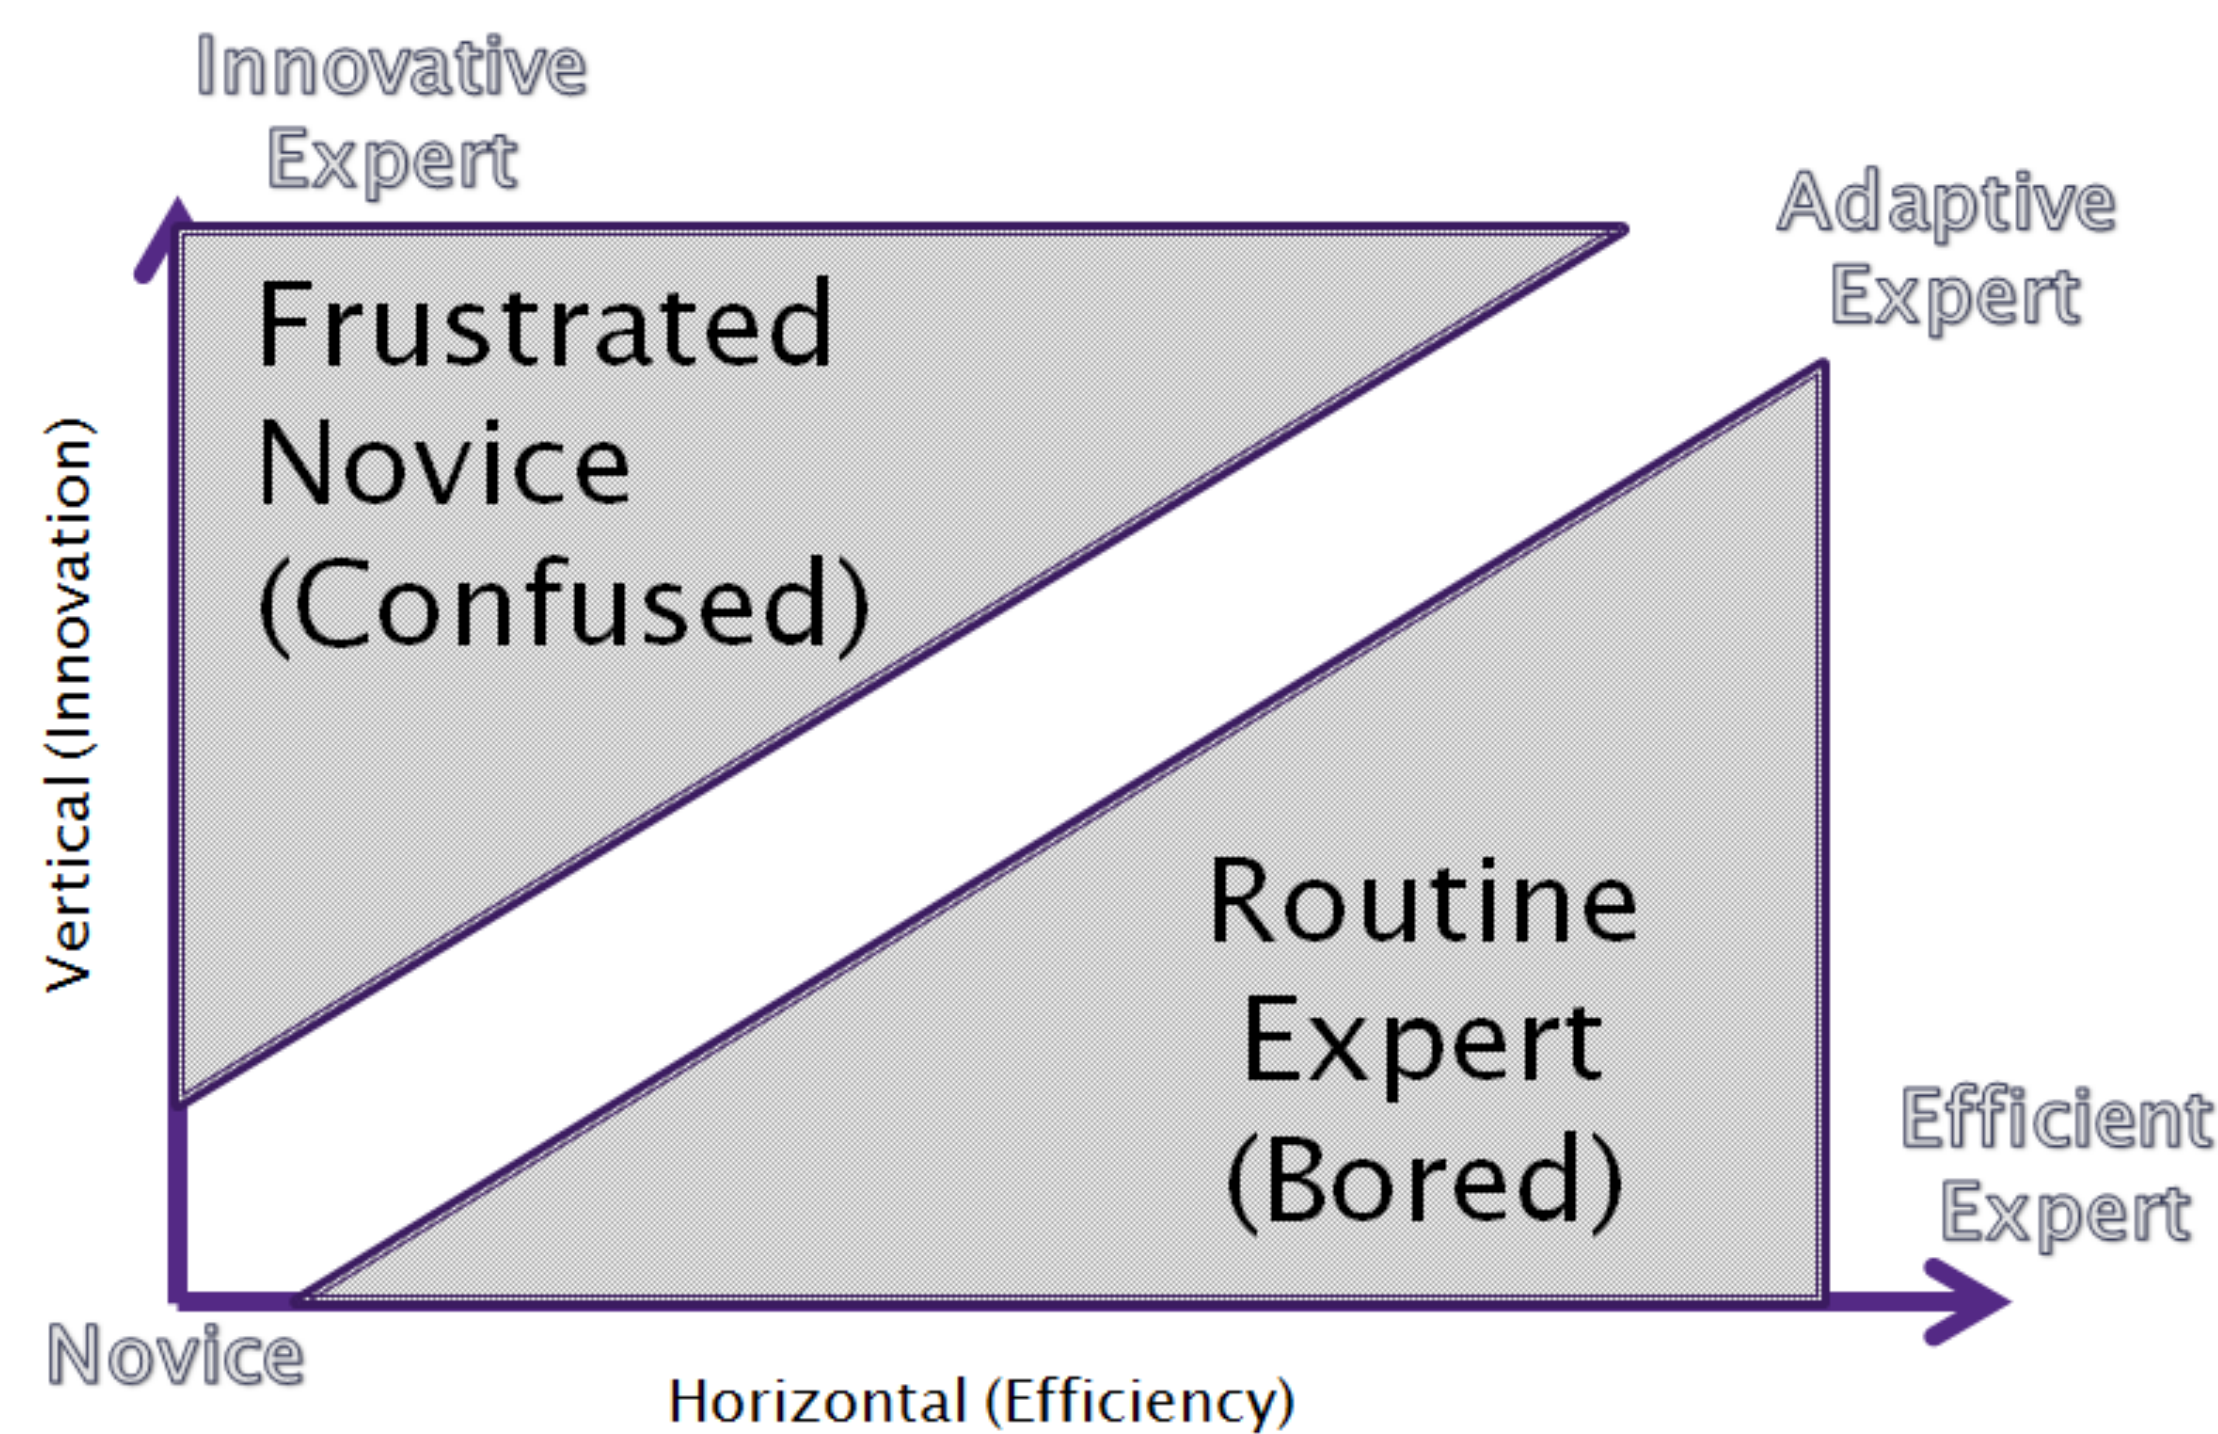 Innovative
Expert
Adaptive
Expert
Frustrated
Novice
(Confused)
Vertical (Innovation)
Routine
Expert
(Bored)
Efficient
Expert
Novice
Horizontal (Efficiency)